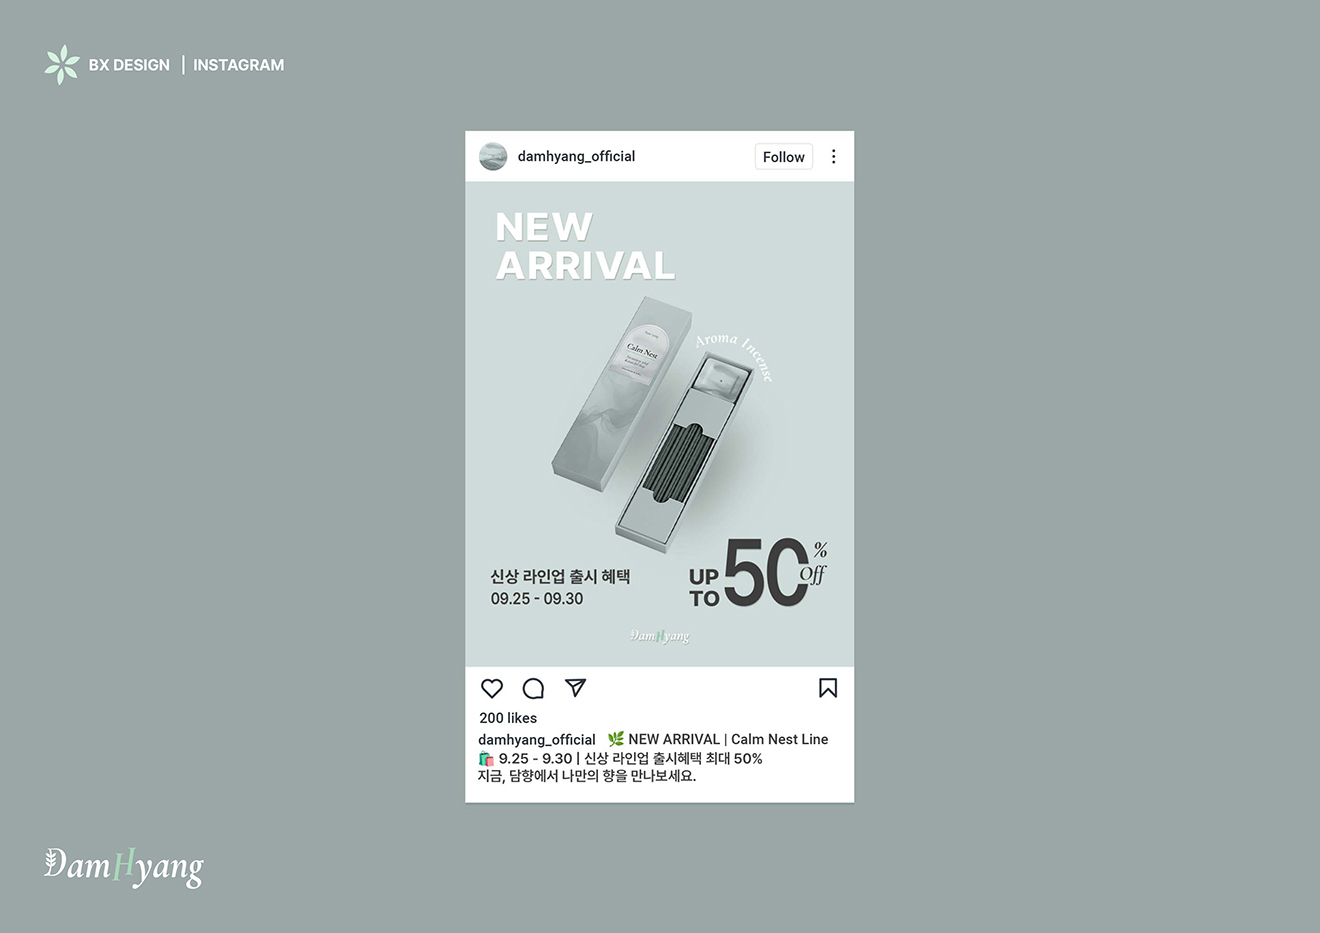 BX DESIGN | INSTAGRAM
damhyang_official
Follow
NEW
ARRIVAL
Aroma Incense
Calm Nest
신상 라인업 출시 혜택
09.25 - 09.30
UP
TO
50
%
Off
DamHyang
200 likes
damhyang_official 🌿 NEW ARRIVAL | Calm Nest Line
🛍️ 9.25 - 9.30 | 신상 라인업 출시혜택 최대 50%
지금, 담향에서 나만의 향을 만나보세요.
DamHyang